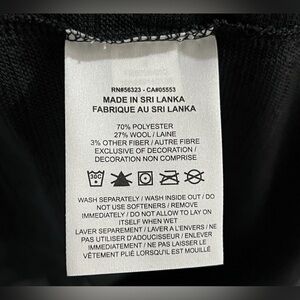 RN#56323 - CA#05553
MADE IN SRI LANKA
FABRIQUE AU SRI LANKA
70% POLYESTER
27% WOOL / LAINE
3% OTHER FIBER / AUTRE FIBRE
EXCLUSIVE OF DECORATION /
DECORATION NON COMPRISE
WASH SEPARATELY / WASH INSIDE OUT / DO
NOT USE SOFTENERS / REMOVE
IMMEDIATELY / DO NOT ALLOW TO LAY ON
ITSELF WHEN WET
LAVER SEPAREMENT / LAVER A L'ENVERS / NE
PAS UTILISER D'ADOUCISSEUR / ENLEVER
IMMEDIATEMENT / NE PAS LAISSER LE
VÊTEMENT PLIÉ LORSQU'IL EST MOUILLÉ